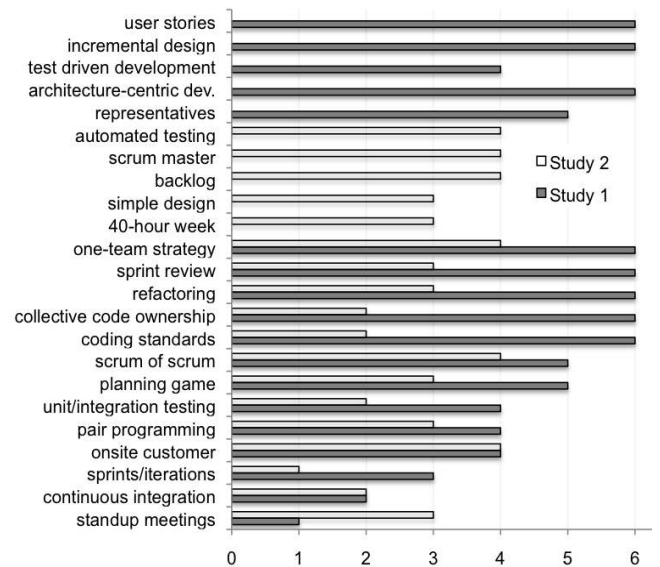 user stories
incremental design
test driven development
architecture-centric dev.
representatives
automated testing
scrum master
backlog
simple design
40-hour week
one-team strategy
sprint review
refactoring
collective code ownership
coding standards
scrum of scrum
planning game
unit/integration testing
pair programming
onsite customer
sprints/iterations
continuous integration
standup meetings
Study 2
Study 1
0 1 2 3 4 5 6